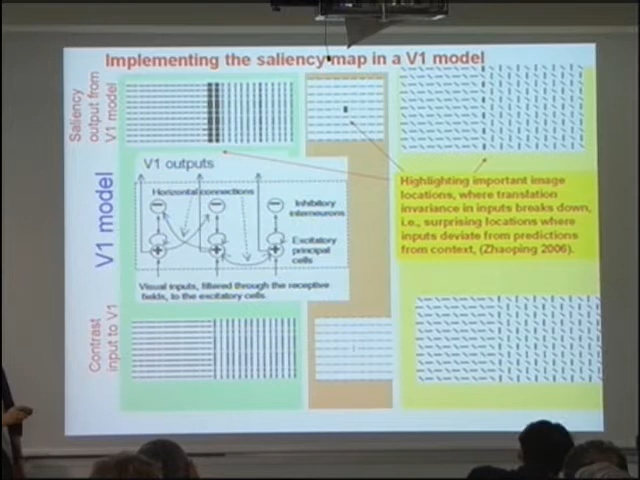 Implementing the saliency map in a V1 model
Saliency
output from
V1 model
V1 outputs
Horizontal connections
Inhibitory
interneurons
Excitatory
principal
cells
Visual inputs, filtered through the receptive
fields, to the excitatory cells.
V1 model
Highlighting important image
locations, where translation
invariance in inputs breaks down,
i.e., surprising locations where
inputs deviate from predictions
from context, (Zhaoping 2006).
Contrast
input to V1